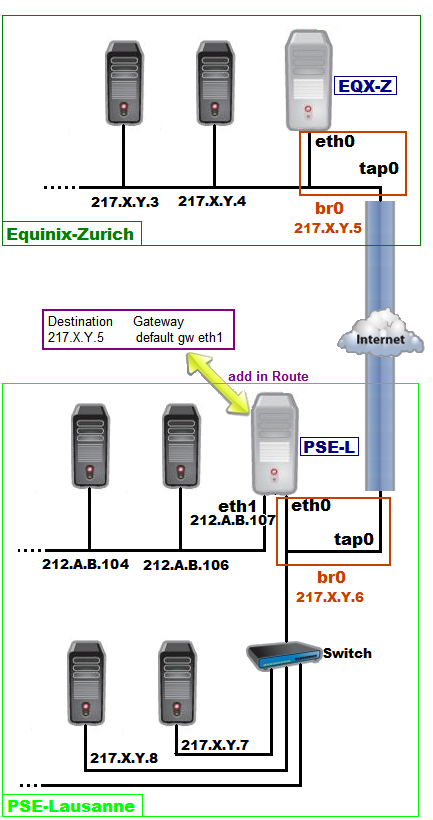 EQX-Z
eth0
tap0
217.X.Y.3
217.X.Y.4
br0
217.X.Y.5
Equinix-Zurich
Internet
Destination Gateway
217.X.Y.5 default gw eth1
add in Route
PSE-L
eth1
eth0
212.A.B.107
tap0
212.A.B.104
212.A.B.106
br0
217.X.Y.6
Switch
217.X.Y.7
217.X.Y.8
PSE-Lausanne